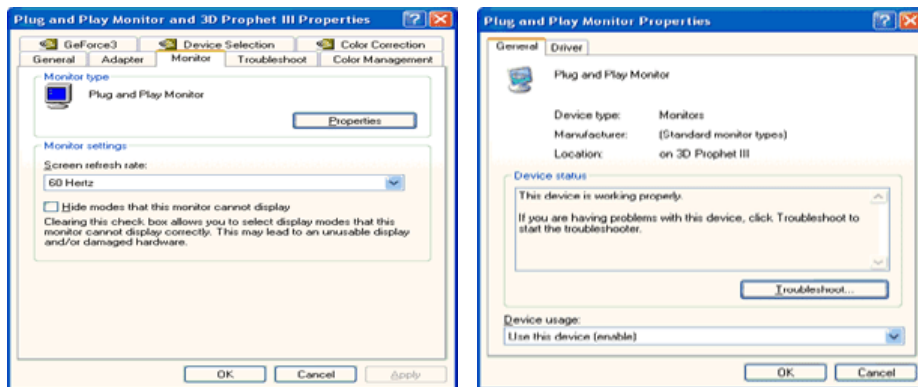 Plug and Play Monitor and 3D Prophet III Properties
GeForce3 Device Selection Color Correction
General Adapter Monitor Troubleshoot Color Management
Monitor type
Plug and Play Monitor
Properties
Monitor settings
Screen refresh rate:
60 Hertz
Hide modes that this monitor cannot display
Clearing this check box allows you to select display modes that this
monitor cannot display correctly. This may lead to an unusable display
and/or damaged hardware.
OK Cancel Apply
Plug and Play Monitor Properties
General Driver
Plug and Play Monitor
Device type: Monitors
Manufacturer: (Standard monitor types)
Location: on 3D Prophet III
Device status
This device is working properly.
If you are having problems with this device, click Troubleshoot to
start the troubleshooter.
Troubleshoot...
Device usage:
Use this device (enable)
OK Cancel